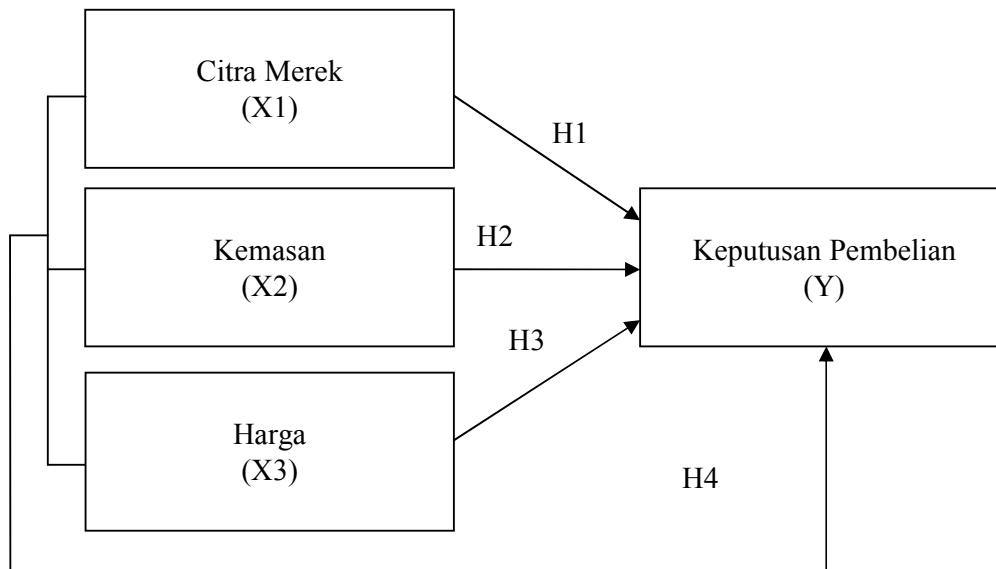 Citra Merek
(X1)
H1
Kemasan
(X2)
H2
Keputusan Pembelian
(Y)
H3
Harga
(X3)
H4